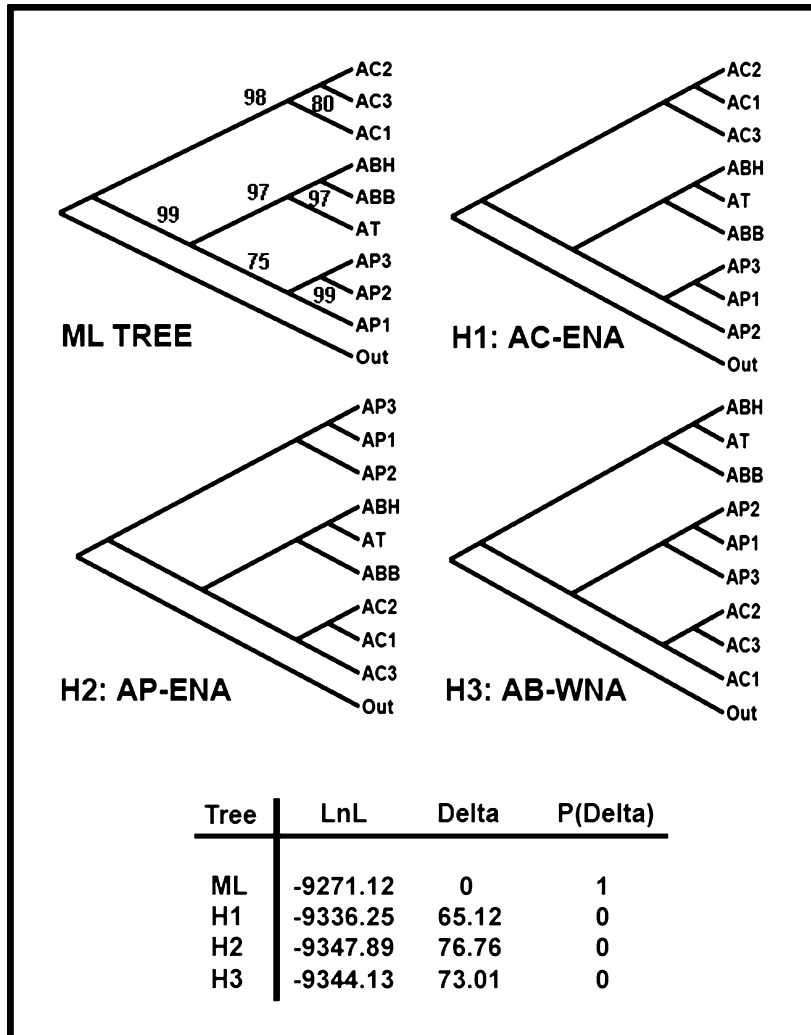 AC2
98
80
AC3
AC1
ABH
97
97
ABB
99
AT
75
AP3
99
AP2
AP1
ML TREE
Out
AC2
AC1
AC3
ABH
AT
ABB
AP3
AP1
AP2
H1: AC-ENA
Out
AP3
AP1
AP2
ABH
AT
ABB
AC2
AC1
AC3
H2: AP-ENA
Out
ABH
AT
ABB
AP2
AP1
AP3
AC2
AC3
AC1
H3: AB-WNA
Out
Tree LnL Delta P(Delta)
ML -9271.12 0 1
H1 -9336.25 65.12 0
H2 -9347.89 76.76 0
H3 -9344.13 73.01 0